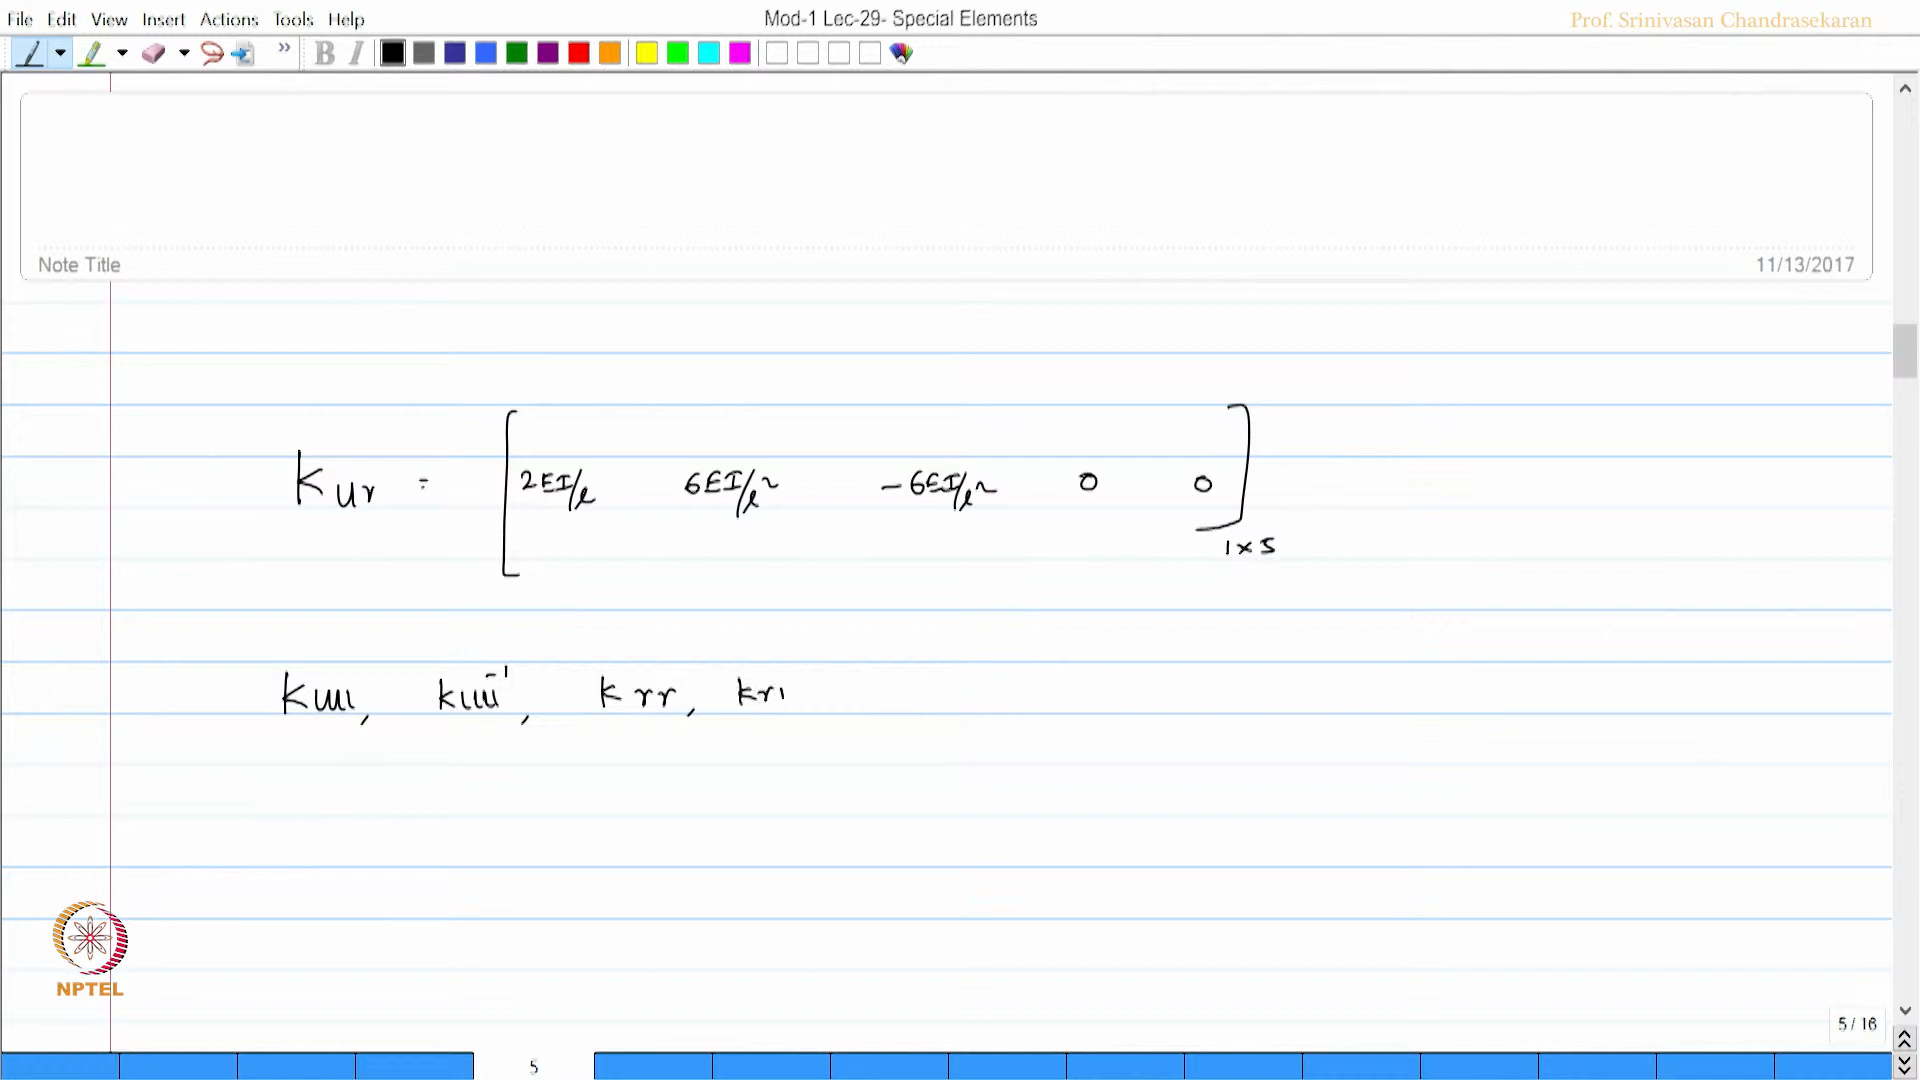 File Edit View Insert Actions Tools Help
Mod-1 Lec-29- Special Elements
Prof. Srinivasan Chandrasekaran
B I
Note Title
11/13/2017
Kur = [ 2EI/l 6EI/l² -6EI/l² 0 0 ] 1×5
Kuu, kuu⁻¹, krr, kr
NPTEL
5 / 16
5